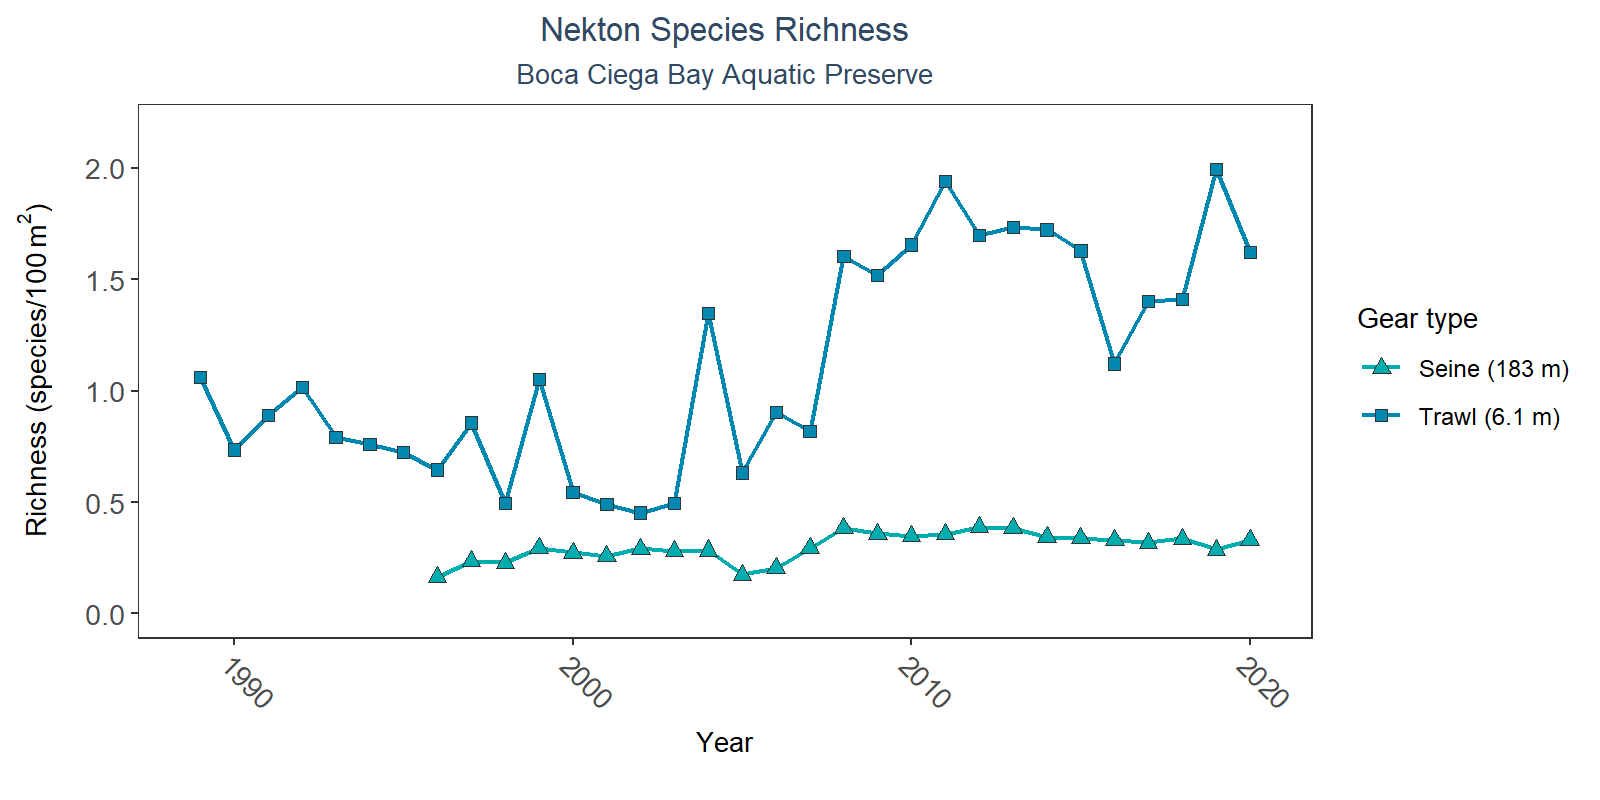 Nekton Species Richness
Boca Ciega Bay Aquatic Preserve
Richness (species/100 m²)
2.0
1.5
1.0
0.5
0.0
1990
2000
2010
2020
Year
Gear type
Seine (183 m)
Trawl (6.1 m)